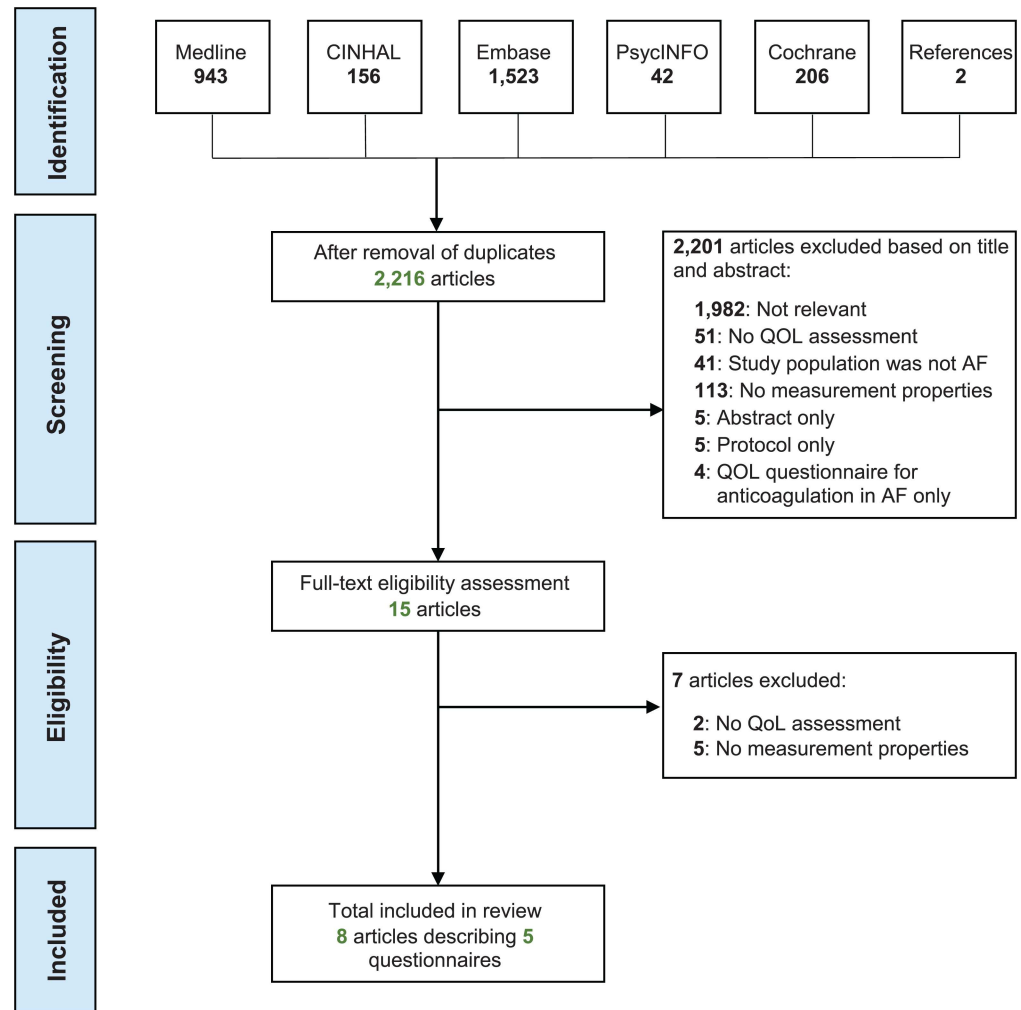 Identification
Medline
943
CINHAL
156
Embase
1,523
PsycINFO
42
Cochrane
206
References
2
Screening
After removal of duplicates
2,216 articles
2,201 articles excluded based on title
and abstract:
1,982: Not relevant
51: No QOL assessment
41: Study population was not AF
113: No measurement properties
5: Abstract only
5: Protocol only
4: QOL questionnaire for
anticoagulation in AF only
Eligibility
Full-text eligibility assessment
15 articles
7 articles excluded:
2: No QoL assessment
5: No measurement properties
Included
Total included in review
8 articles describing 5
questionnaires